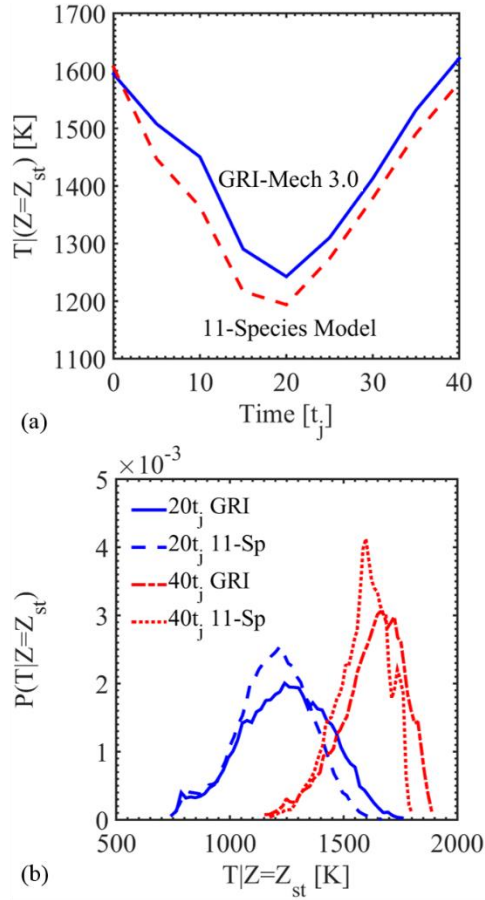 1700
1600
1500
1400
1300
1200
1100
T|(Z=Z_st) [K]
GRI-Mech 3.0
11-Species Model
0 10 20 30 40
Time [t_j]
(a)
×10^-3
5
4
3
2
1
0
P(T|Z=Z_st)
20t_j GRI
20t_j 11-Sp
40t_j GRI
40t_j 11-Sp
500 1000 1500 2000
T|Z=Z_st [K]
(b)